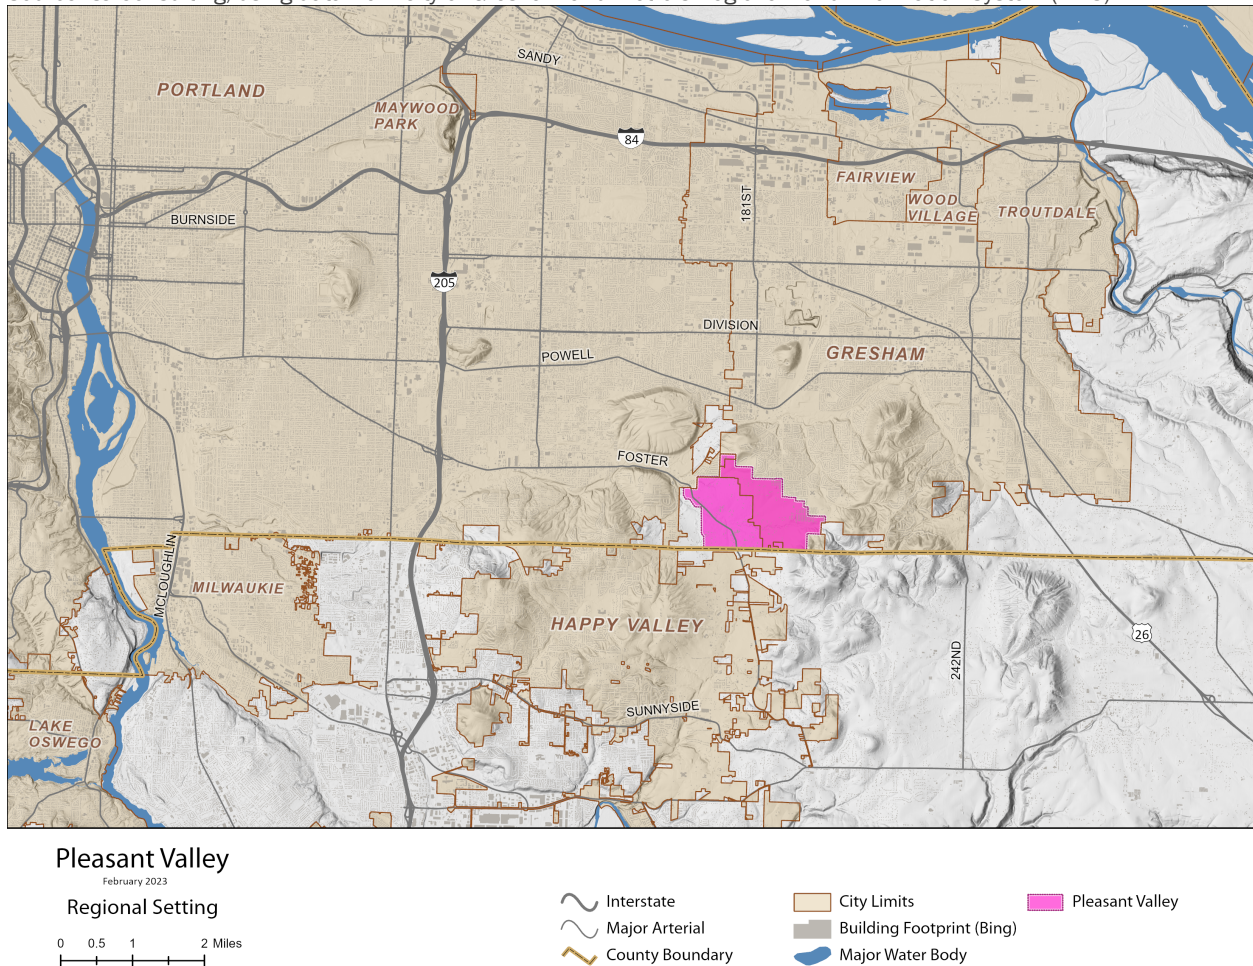 SANDY
PORTLAND
MAYWOOD
PARK
84
FAIRVIEW
WOOD
VILLAGE
TROUTDALE
181ST
BURNSIDE
205
DIVISION
POWELL
GRESHAM
FOSTER
MCLOUGHLIN
MILWAUKIE
HAPPY VALLEY
26
242ND
SUNNYSIDE
LAKE
OSWEGO
Pleasant Valley
February 2023
Regional Setting
0 0.5 1 2 Miles
Interstate
Major Arterial
County Boundary
City Limits
Building Footprint (Bing)
Major Water Body
Pleasant Valley